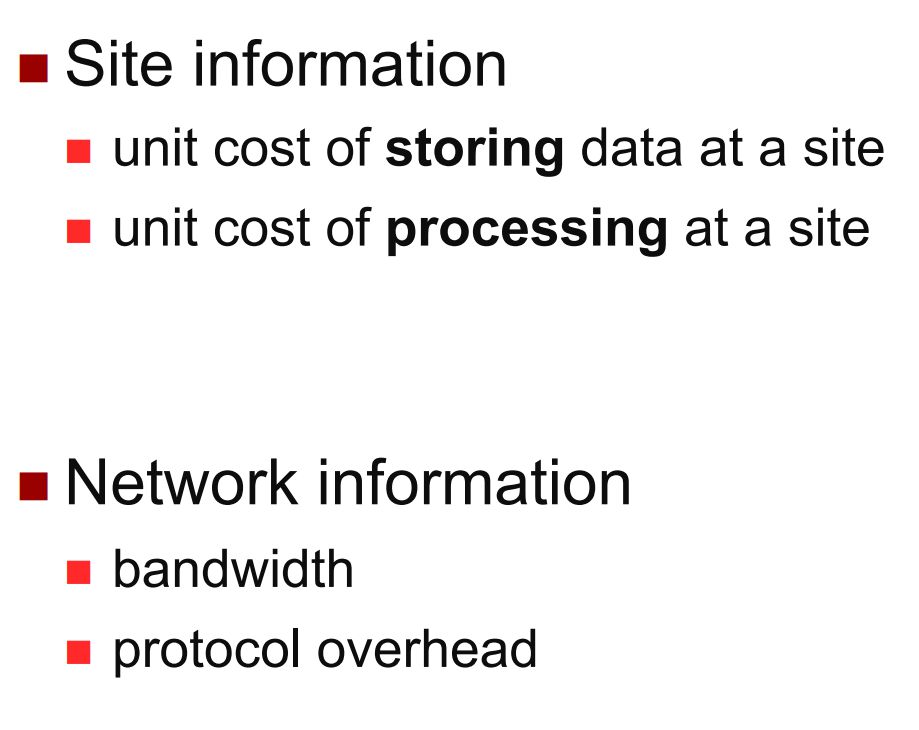 Site information
unit cost of storing data at a site
unit cost of processing at a site
Network information
bandwidth
protocol overhead